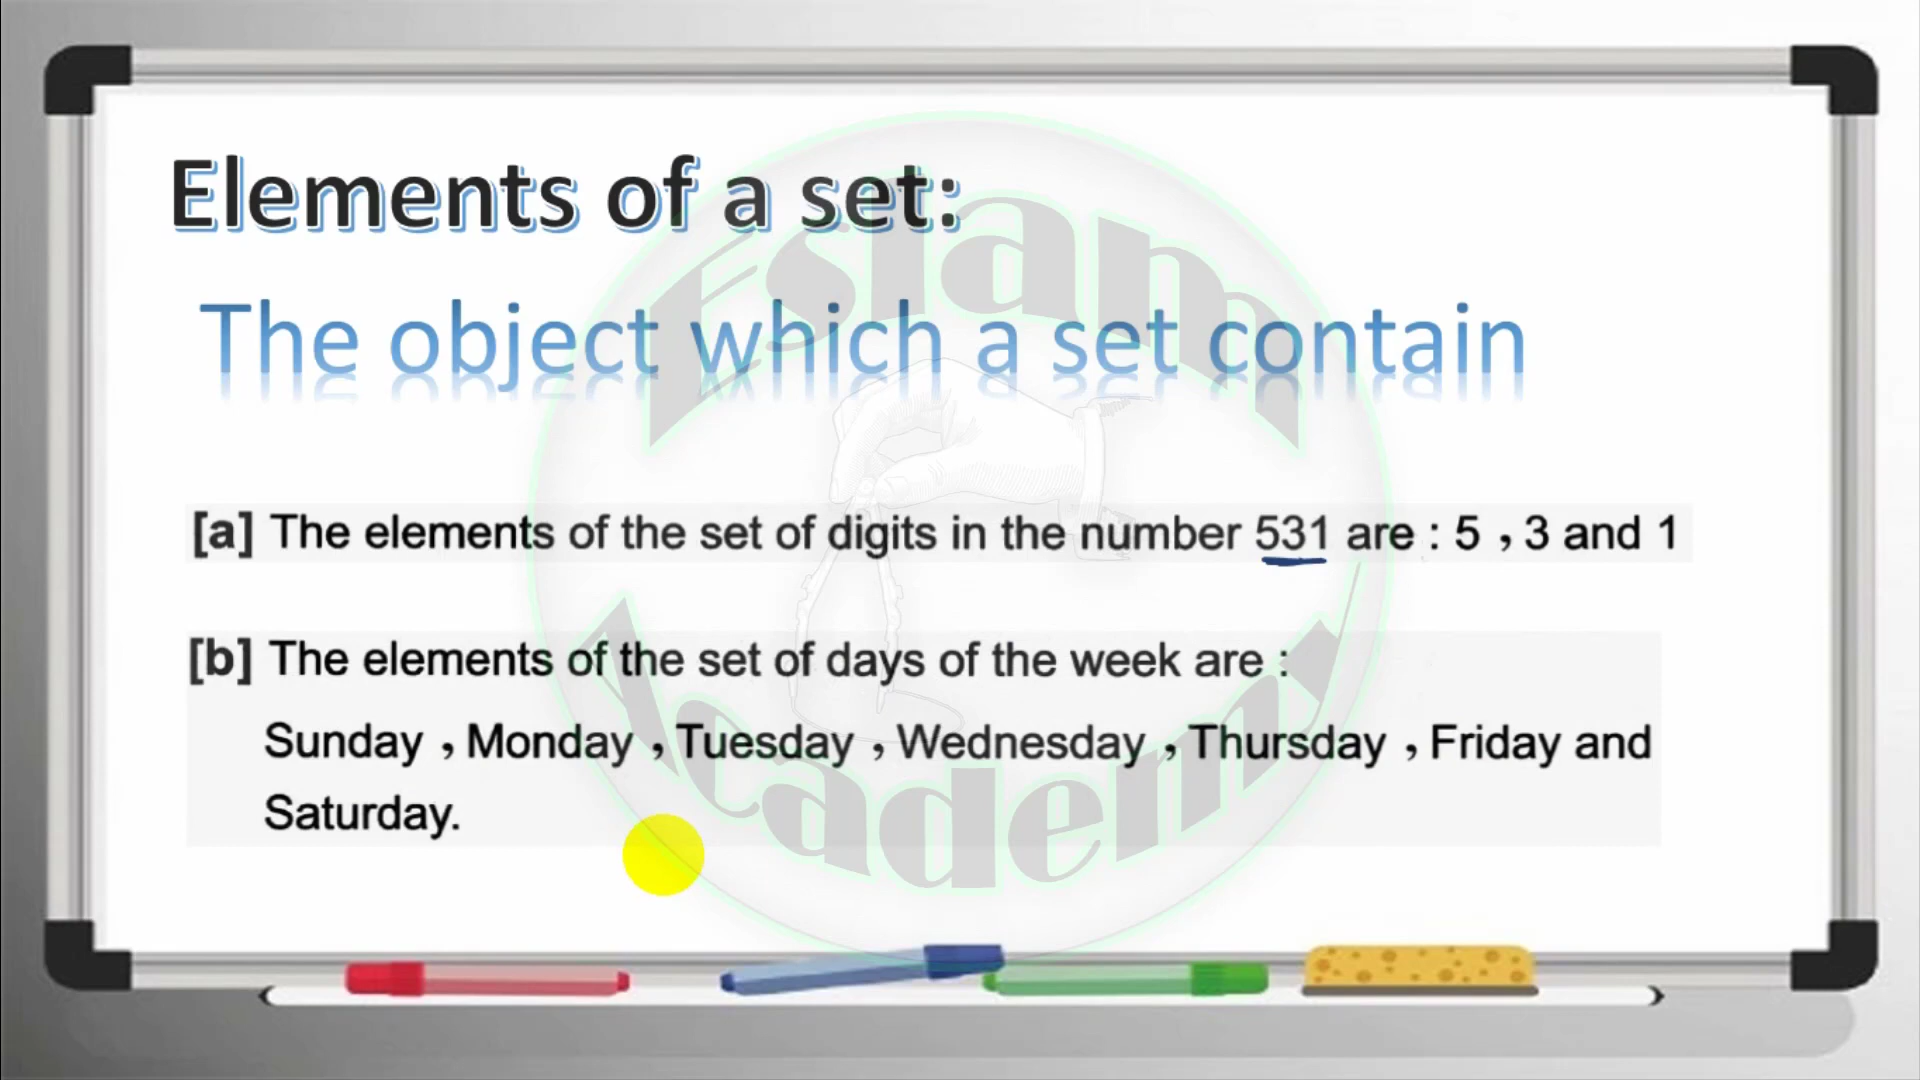 Elements of a set:
The object which a set contain
[a] The elements of the set of digits in the number 531 are : 5 , 3 and 1
[b] The elements of the set of days of the week are :
Sunday , Monday , Tuesday , Wednesday , Thursday , Friday and
Saturday.
Eslam
Academy